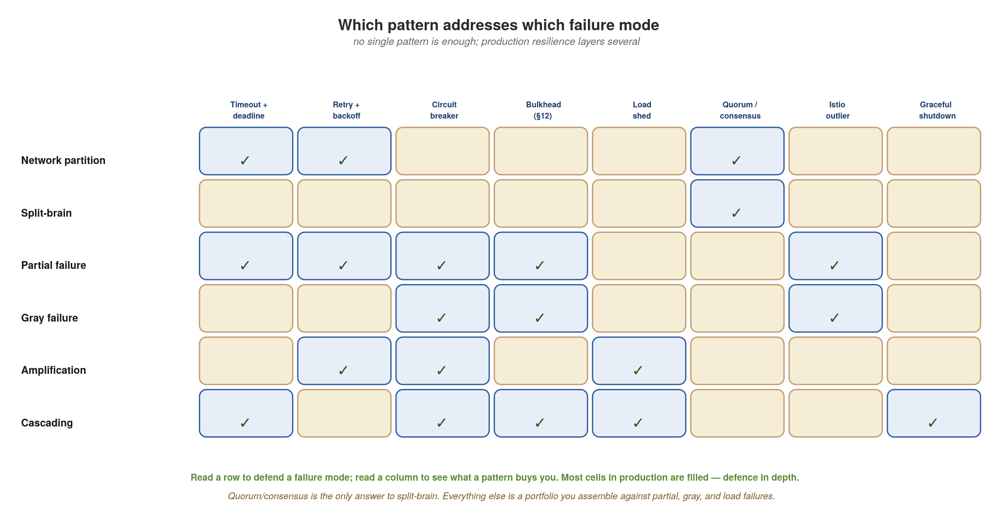 Which pattern addresses which failure mode
no single pattern is enough; production resilience layers several
Timeout + deadline
Retry + backoff
Circuit breaker
Bulkhead (§12)
Load shed
Quorum / consensus
Istio outlier
Graceful shutdown
Network partition ✓ ✓ ✓
Split-brain ✓
Partial failure ✓ ✓ ✓ ✓ ✓
Gray failure ✓ ✓ ✓
Amplification ✓ ✓ ✓
Cascading ✓ ✓ ✓ ✓ ✓
Read a row to defend a failure mode; read a column to see what a pattern buys you. Most cells in production are filled — defence in depth.
Quorum/consensus is the only answer to split-brain. Everything else is a portfolio you assemble against partial, gray, and load failures.